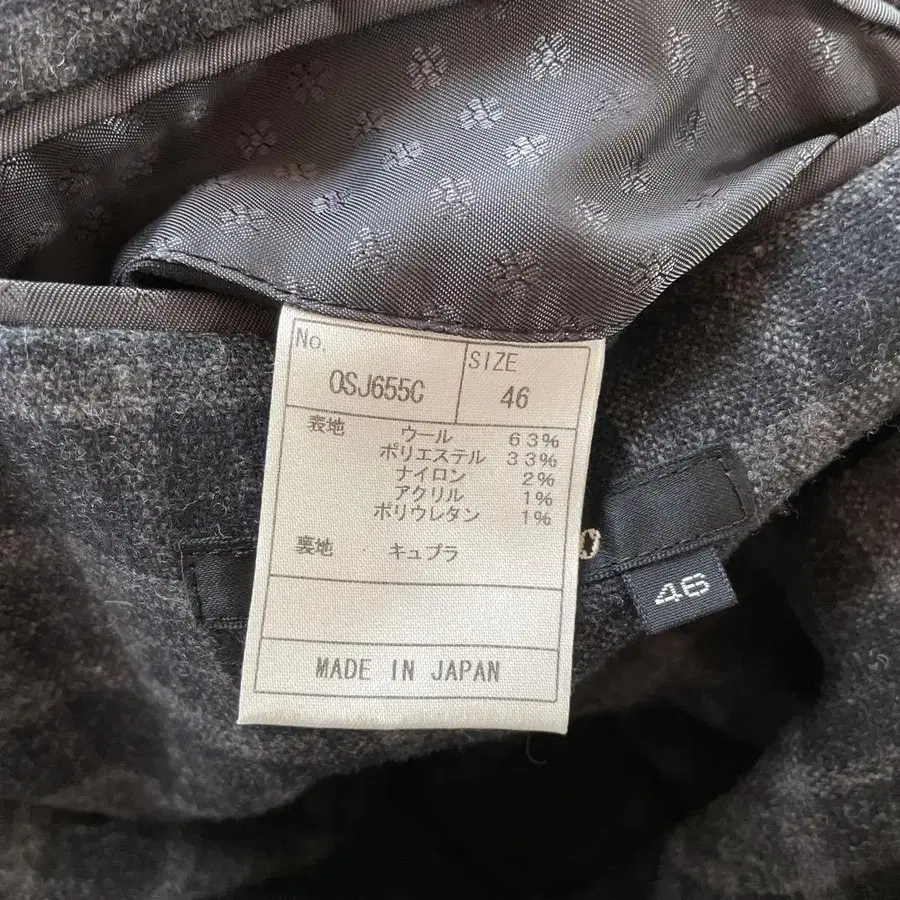 No.
OSJ655C
SIZE
46
表地 ウール 63%
ポリエステル 33%
ナイロン 2%
アクリル 1%
ポリウレタン 1%
裏地 キュプラ
MADE IN JAPAN
46